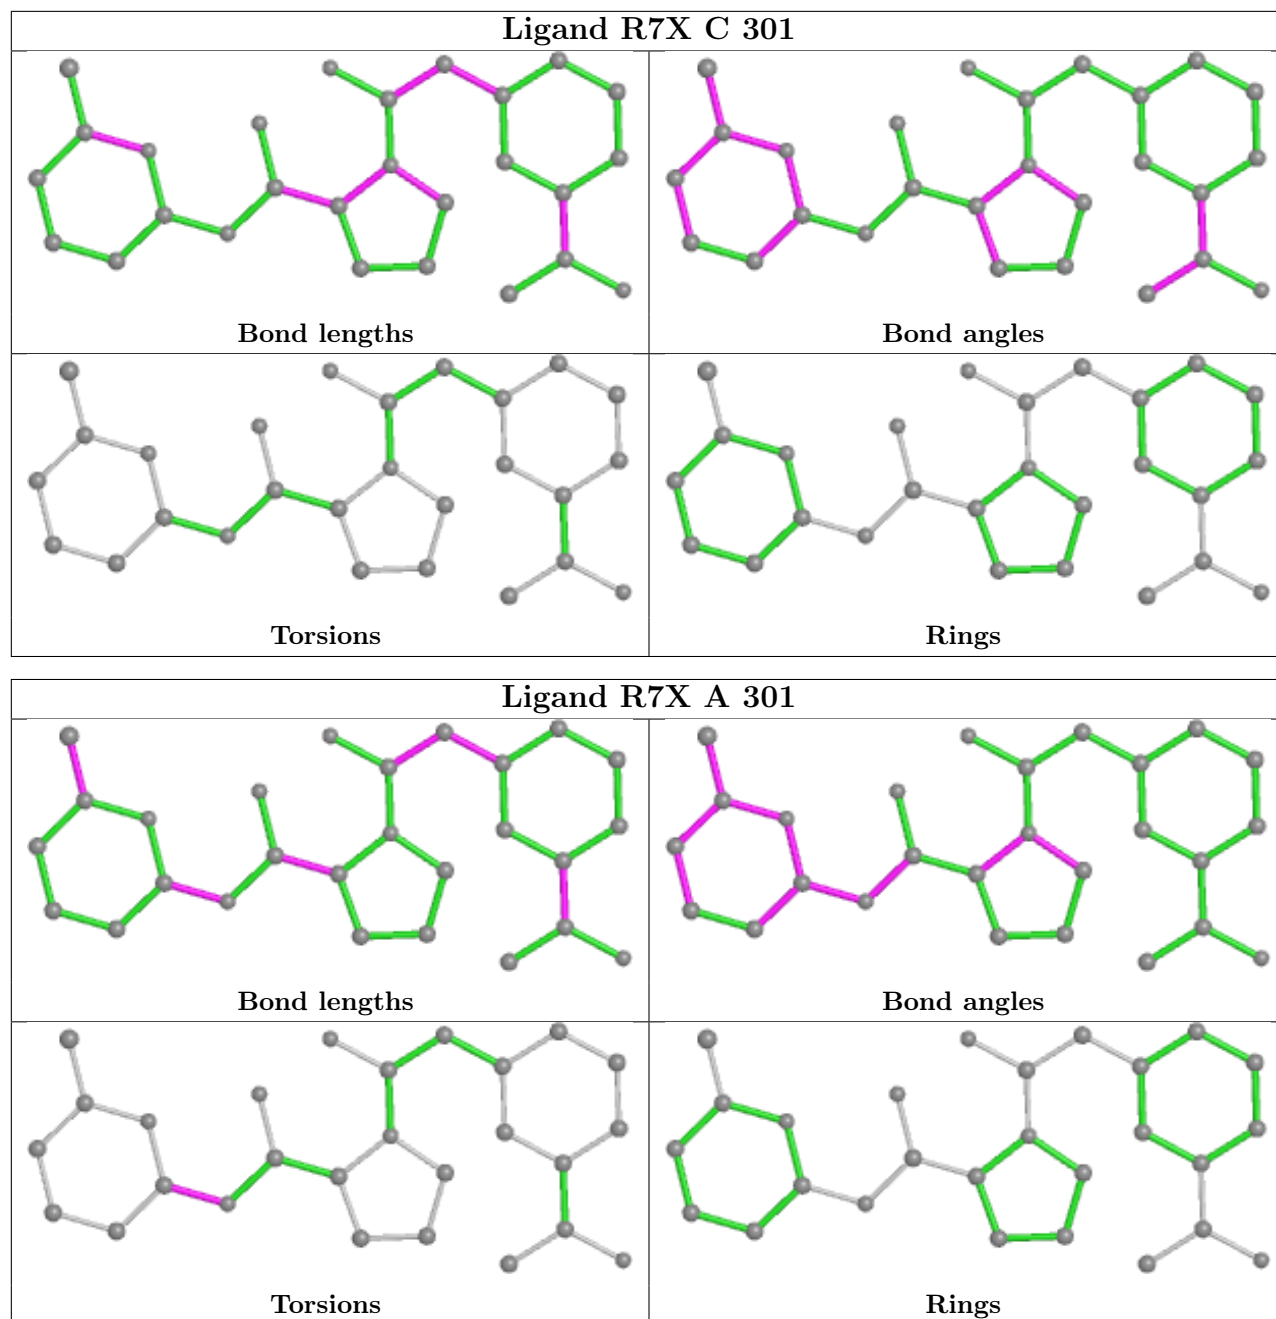 Ligand R7X C 301
Bond lengths
Bond angles
Torsions
Rings
Ligand R7X A 301
Bond lengths
Bond angles
Torsions
Rings